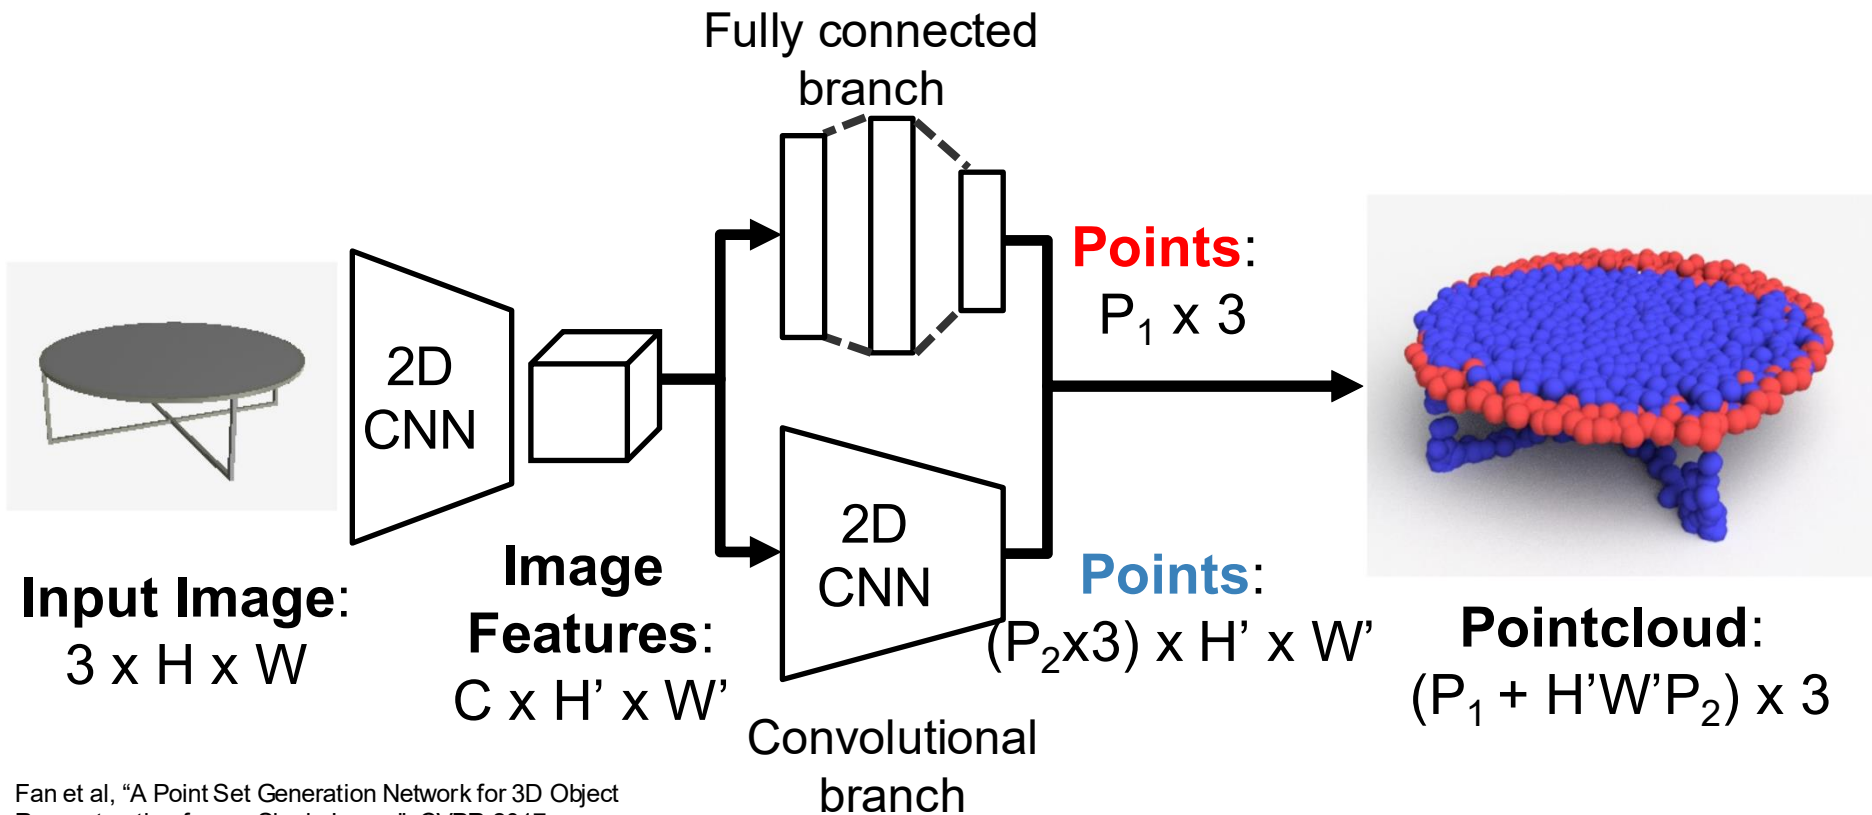 Fully connected
branch
2D
CNN
Points:
P₁ x 3
2D
CNN
Input Image:
3 x H x W
Image
Features:
C x H' x W'
Points:
(P₂x3) x H' x W'
Pointcloud:
(P₁ + H'W'P₂) x 3
Convolutional
branch
Fan et al, “A Point Set Generation Network for 3D Object